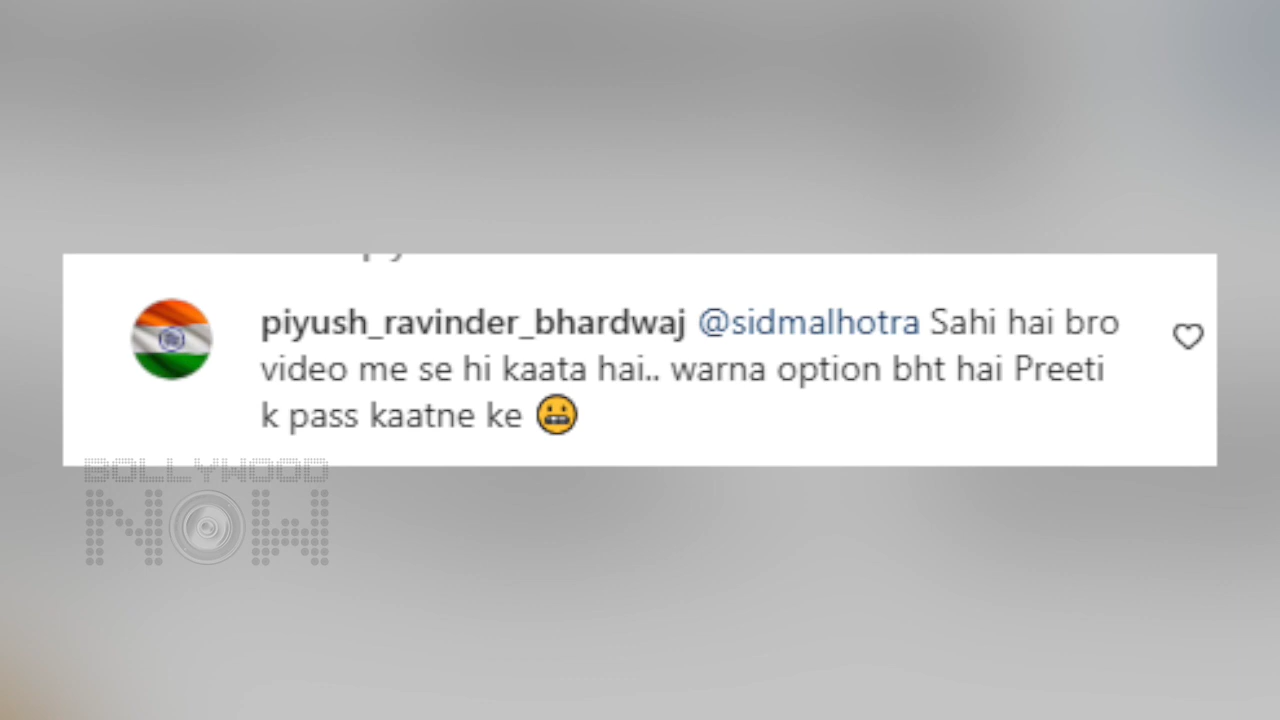 piyush_ravinder_bhardwaj @sidmalhotra Sahi hai bro
video me se hi kaata hai.. warna option bht hai Preeti
k pass kaatne ke 😬
BOLLYWOOD
NOW